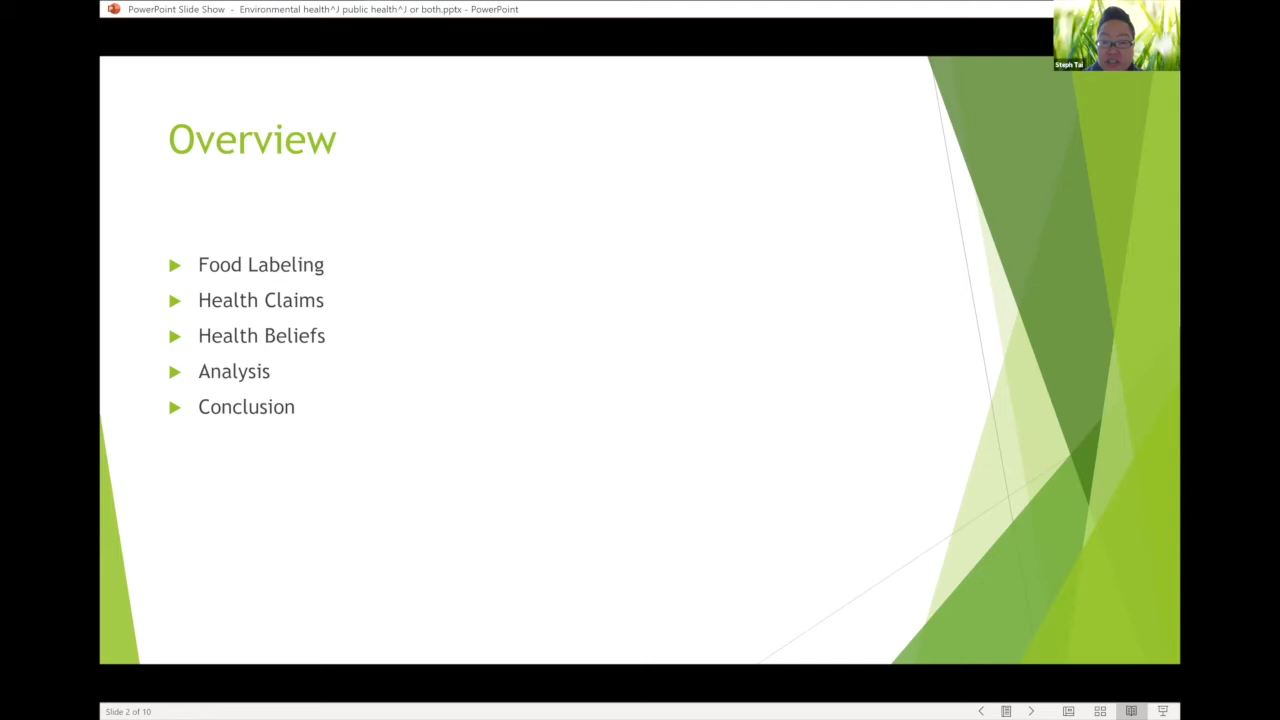 PowerPoint Slide Show - Environmental health^J public health^J or both.pptx - PowerPoint
Steph Tai
Overview
Food Labeling
Health Claims
Health Beliefs
Analysis
Conclusion
Slide 2 of 10